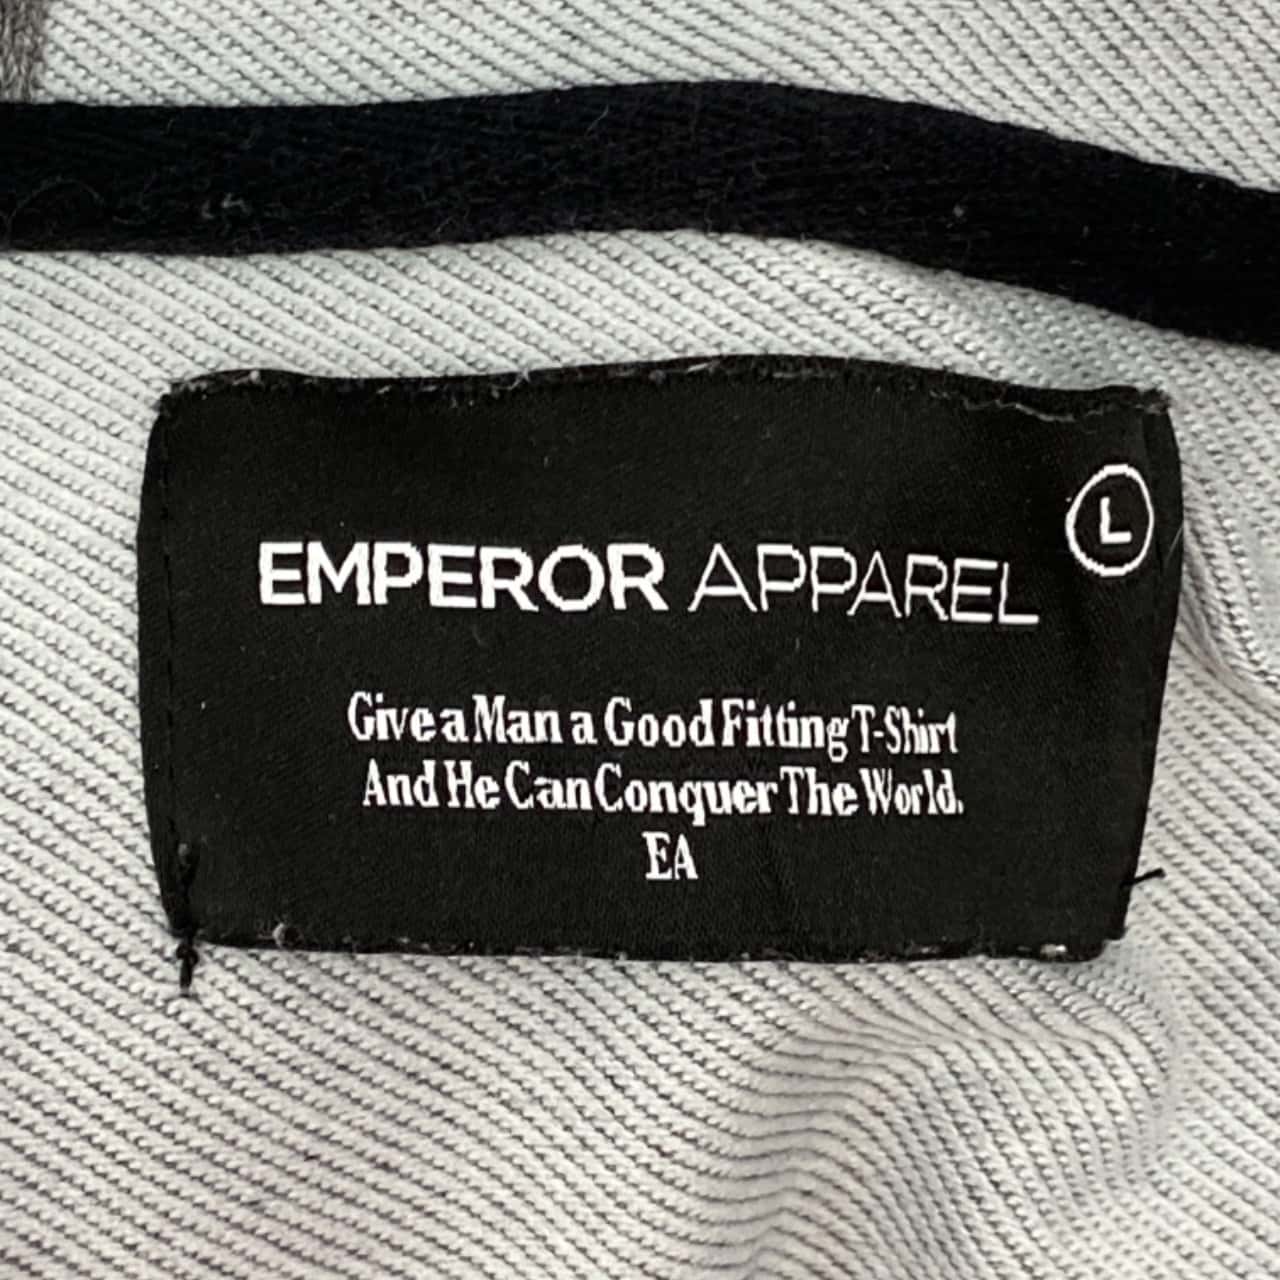 L
EMPEROR APPAREL
Give a Man a Good Fitting T-Shirt
And He Can Conquer The World.
EA